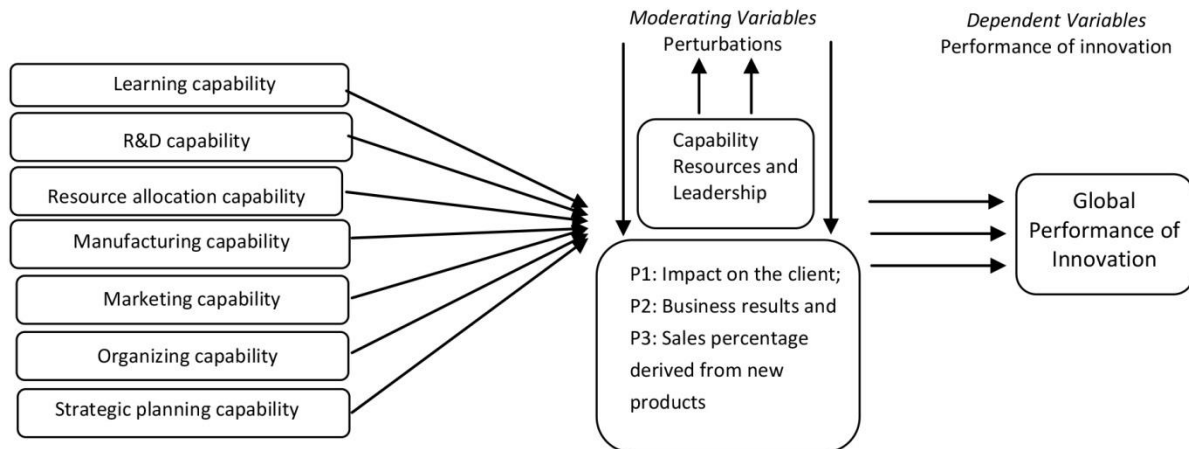 Moderating Variables
Perturbations
Dependent Variables
Performance of innovation
Learning capability
R&D capability
Resource allocation capability
Manufacturing capability
Marketing capability
Organizing capability
Strategic planning capability
Capability
Resources and
Leadership
P1: Impact on the client;
P2: Business results and
P3: Sales percentage
derived from new
products
Global
Performance of
Innovation